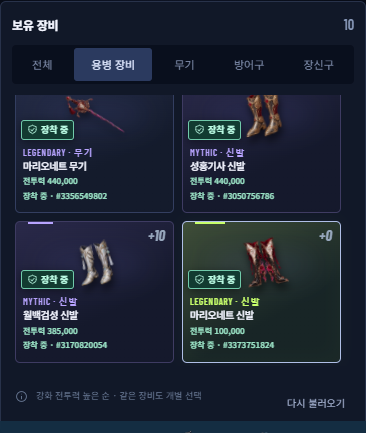 보유 장비
10
전체 용병 장비 무기 방어구 장신구
장착 중
LEGENDARY · 무기
마리오네트 무기
전투력 440,000
장착 중 · #3356549802
장착 중
MYTHIC · 신발
성흉기사 신발
전투력 440,000
장착 중 · #3050756786
+10
장착 중
MYTHIC · 신발
월백검성 신발
전투력 385,000
장착 중 · #3170820054
+0
장착 중
LEGENDARY · 신발
마리오네트 신발
전투력 100,000
장착 중 · #3373751824
강화 전투력 높은 순 · 같은 장비도 개별 선택
다시 불러오기